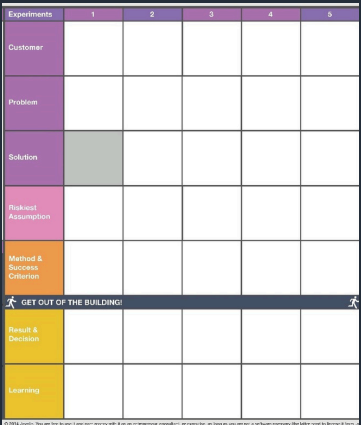 Experiments 1 2 3 4 5
Customer
Problem
Solution
Riskiest
Assumption
Method &
Success
Criterion
GET OUT OF THE BUILDING!
Result &
Decision
Learning